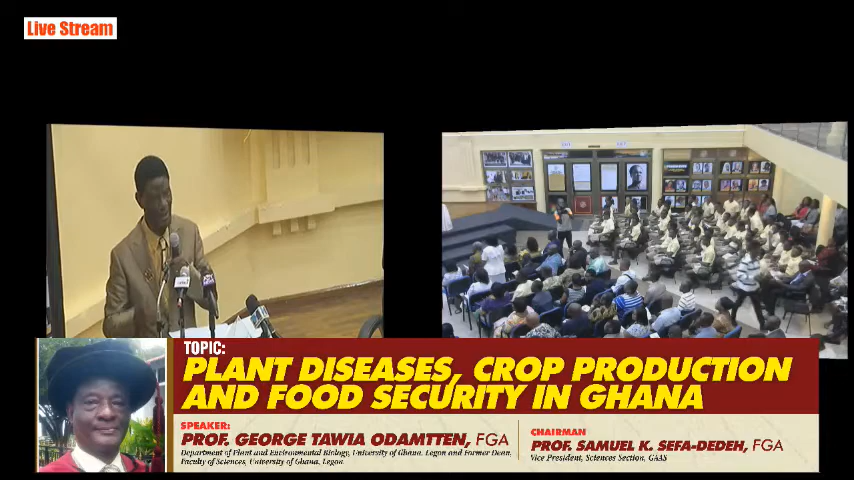 Live Stream
TOPIC:
PLANT DISEASES, CROP PRODUCTION
AND FOOD SECURITY IN GHANA
SPEAKER:
PROF. GEORGE TAWIA ODAMTTEN, FGA
Department of Plant and Environmental Biology, University of Ghana, Legon and Former Dean,
Faculty of Sciences, University of Ghana, Legon.
CHAIRMAN
PROF. SAMUEL K. SEFA-DEDEH, FGA
Vice President, Sciences Section, GAAS